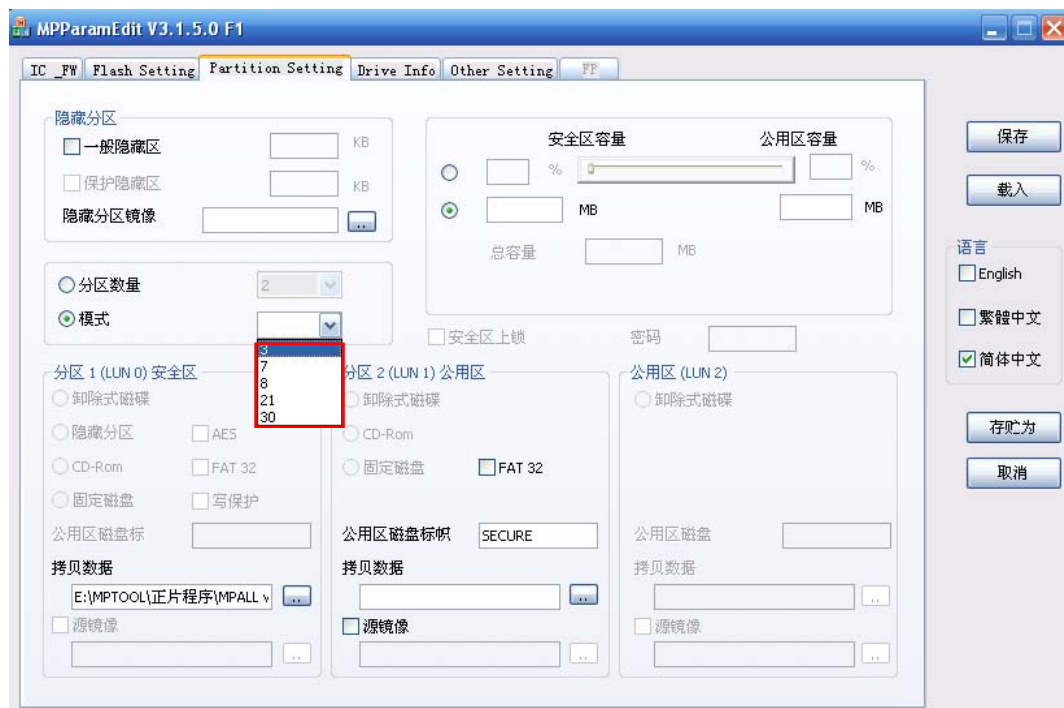 MPParamEdit V3.1.5.0 F1
IC _FW Flash Setting Partition Setting Drive Info Other Setting FP
隐藏分区
一般隐藏区 KB
保护隐藏区 KB
隐藏分区镜像 ..
安全区容量 公用区容量
% %
MB MB
总容量 MB
分区数量 2
模式
3
7
8
21
30
安全区上锁 密码
分区 1 (LUN 0) 安全区
卸除式磁碟
隐藏分区 AES
CD-Rom FAT 32
固定磁盘 写保护
公用区磁盘标
拷贝数据
E:\MPTOOL\正片程序\MPALL v ..
源镜像
..
分区 2 (LUN 1) 公用区
卸除式磁碟
CD-Rom
固定磁盘 FAT 32
公用区磁盘标帜 SECURE
拷贝数据
..
源镜像
..
公用区 (LUN 2)
卸除式磁碟
公用区磁盘
拷贝数据
..
源镜像
..
保存
载入
语言
English
繁體中文
简体中文
存贮为
取消